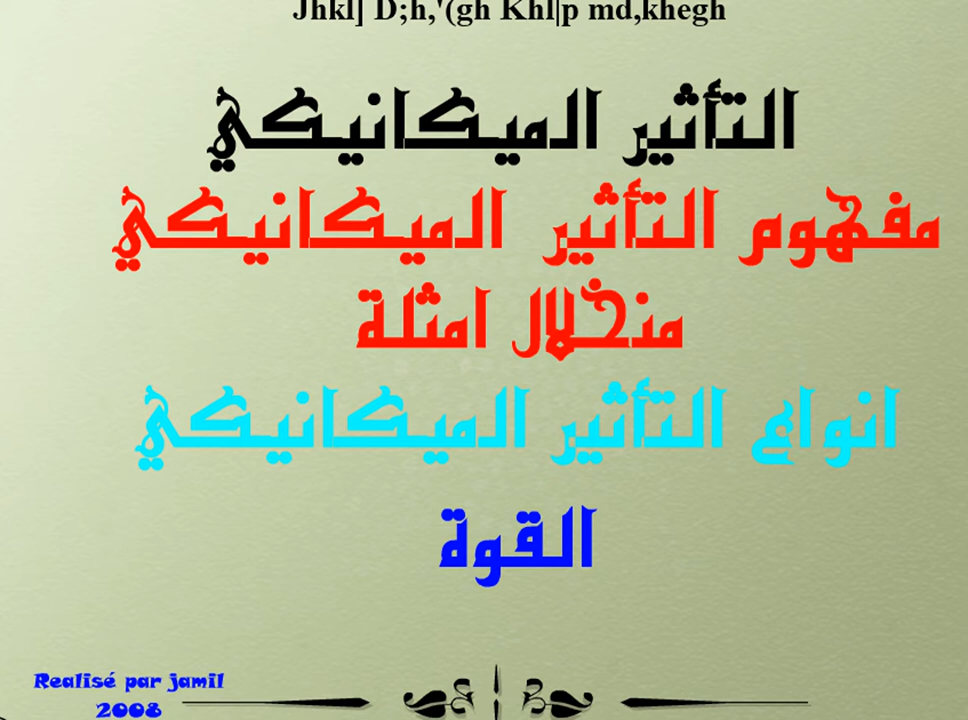 Jhkl] D;h,'(gh Khl|p md,khegh
التأثير الميكانيكي
مفهوم التأثير الميكانيكي
منخلال امثلة
انواع التأثير الميكانيكي
القوة
Realisé par jamil
2008